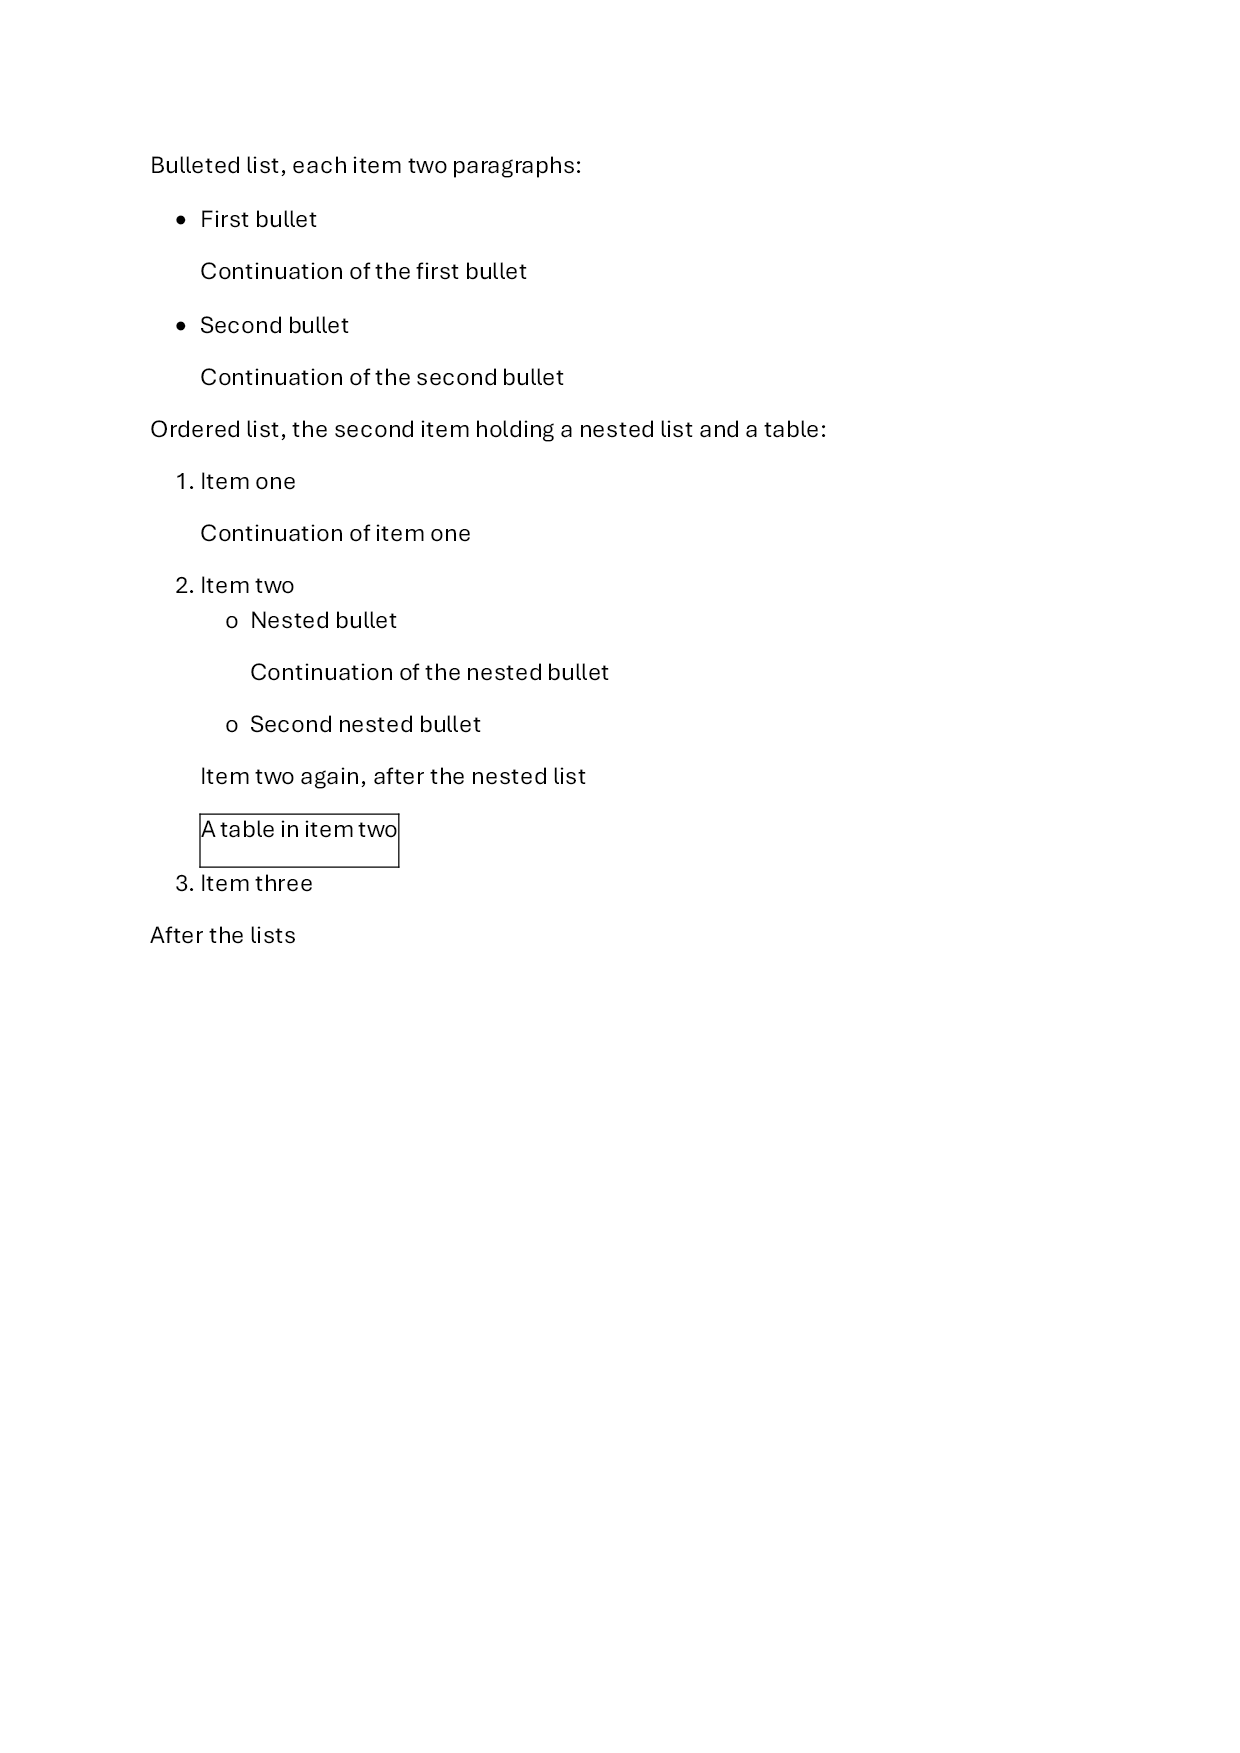 Bulleted list, each item two paragraphs:
• First bullet
Continuation of the first bullet
• Second bullet
Continuation of the second bullet
Ordered list, the second item holding a nested list and a table:
1. Item one
Continuation of item one
2. Item two
o Nested bullet
Continuation of the nested bullet
o Second nested bullet
Item two again, after the nested list
A table in item two
3. Item three
After the lists